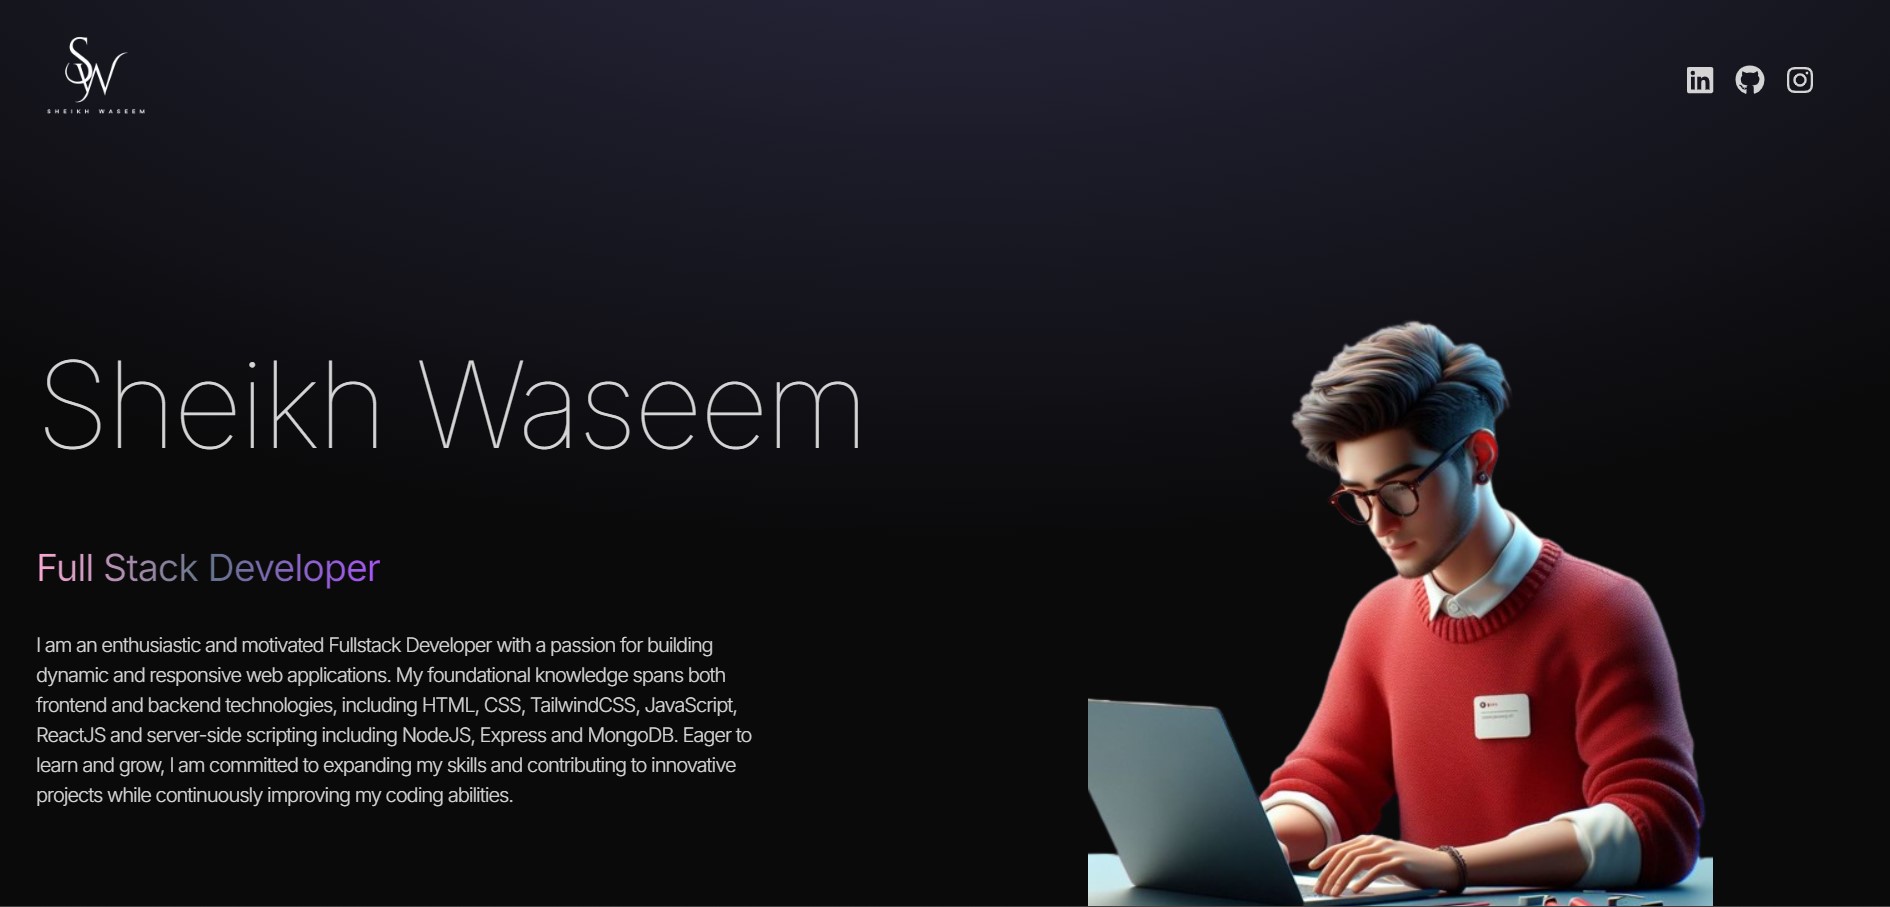 SW
SHEIKH WASEEM
in
Sheikh Waseem
Full Stack Developer
I am an enthusiastic and motivated Fullstack Developer with a passion for building
dynamic and responsive web applications. My foundational knowledge spans both
frontend and backend technologies, including HTML, CSS, TailwindCSS, JavaScript,
ReactJS and server-side scripting including NodeJS, Express and MongoDB. Eager to
learn and grow, I am committed to expanding my skills and contributing to innovative
projects while continuously improving my coding abilities.